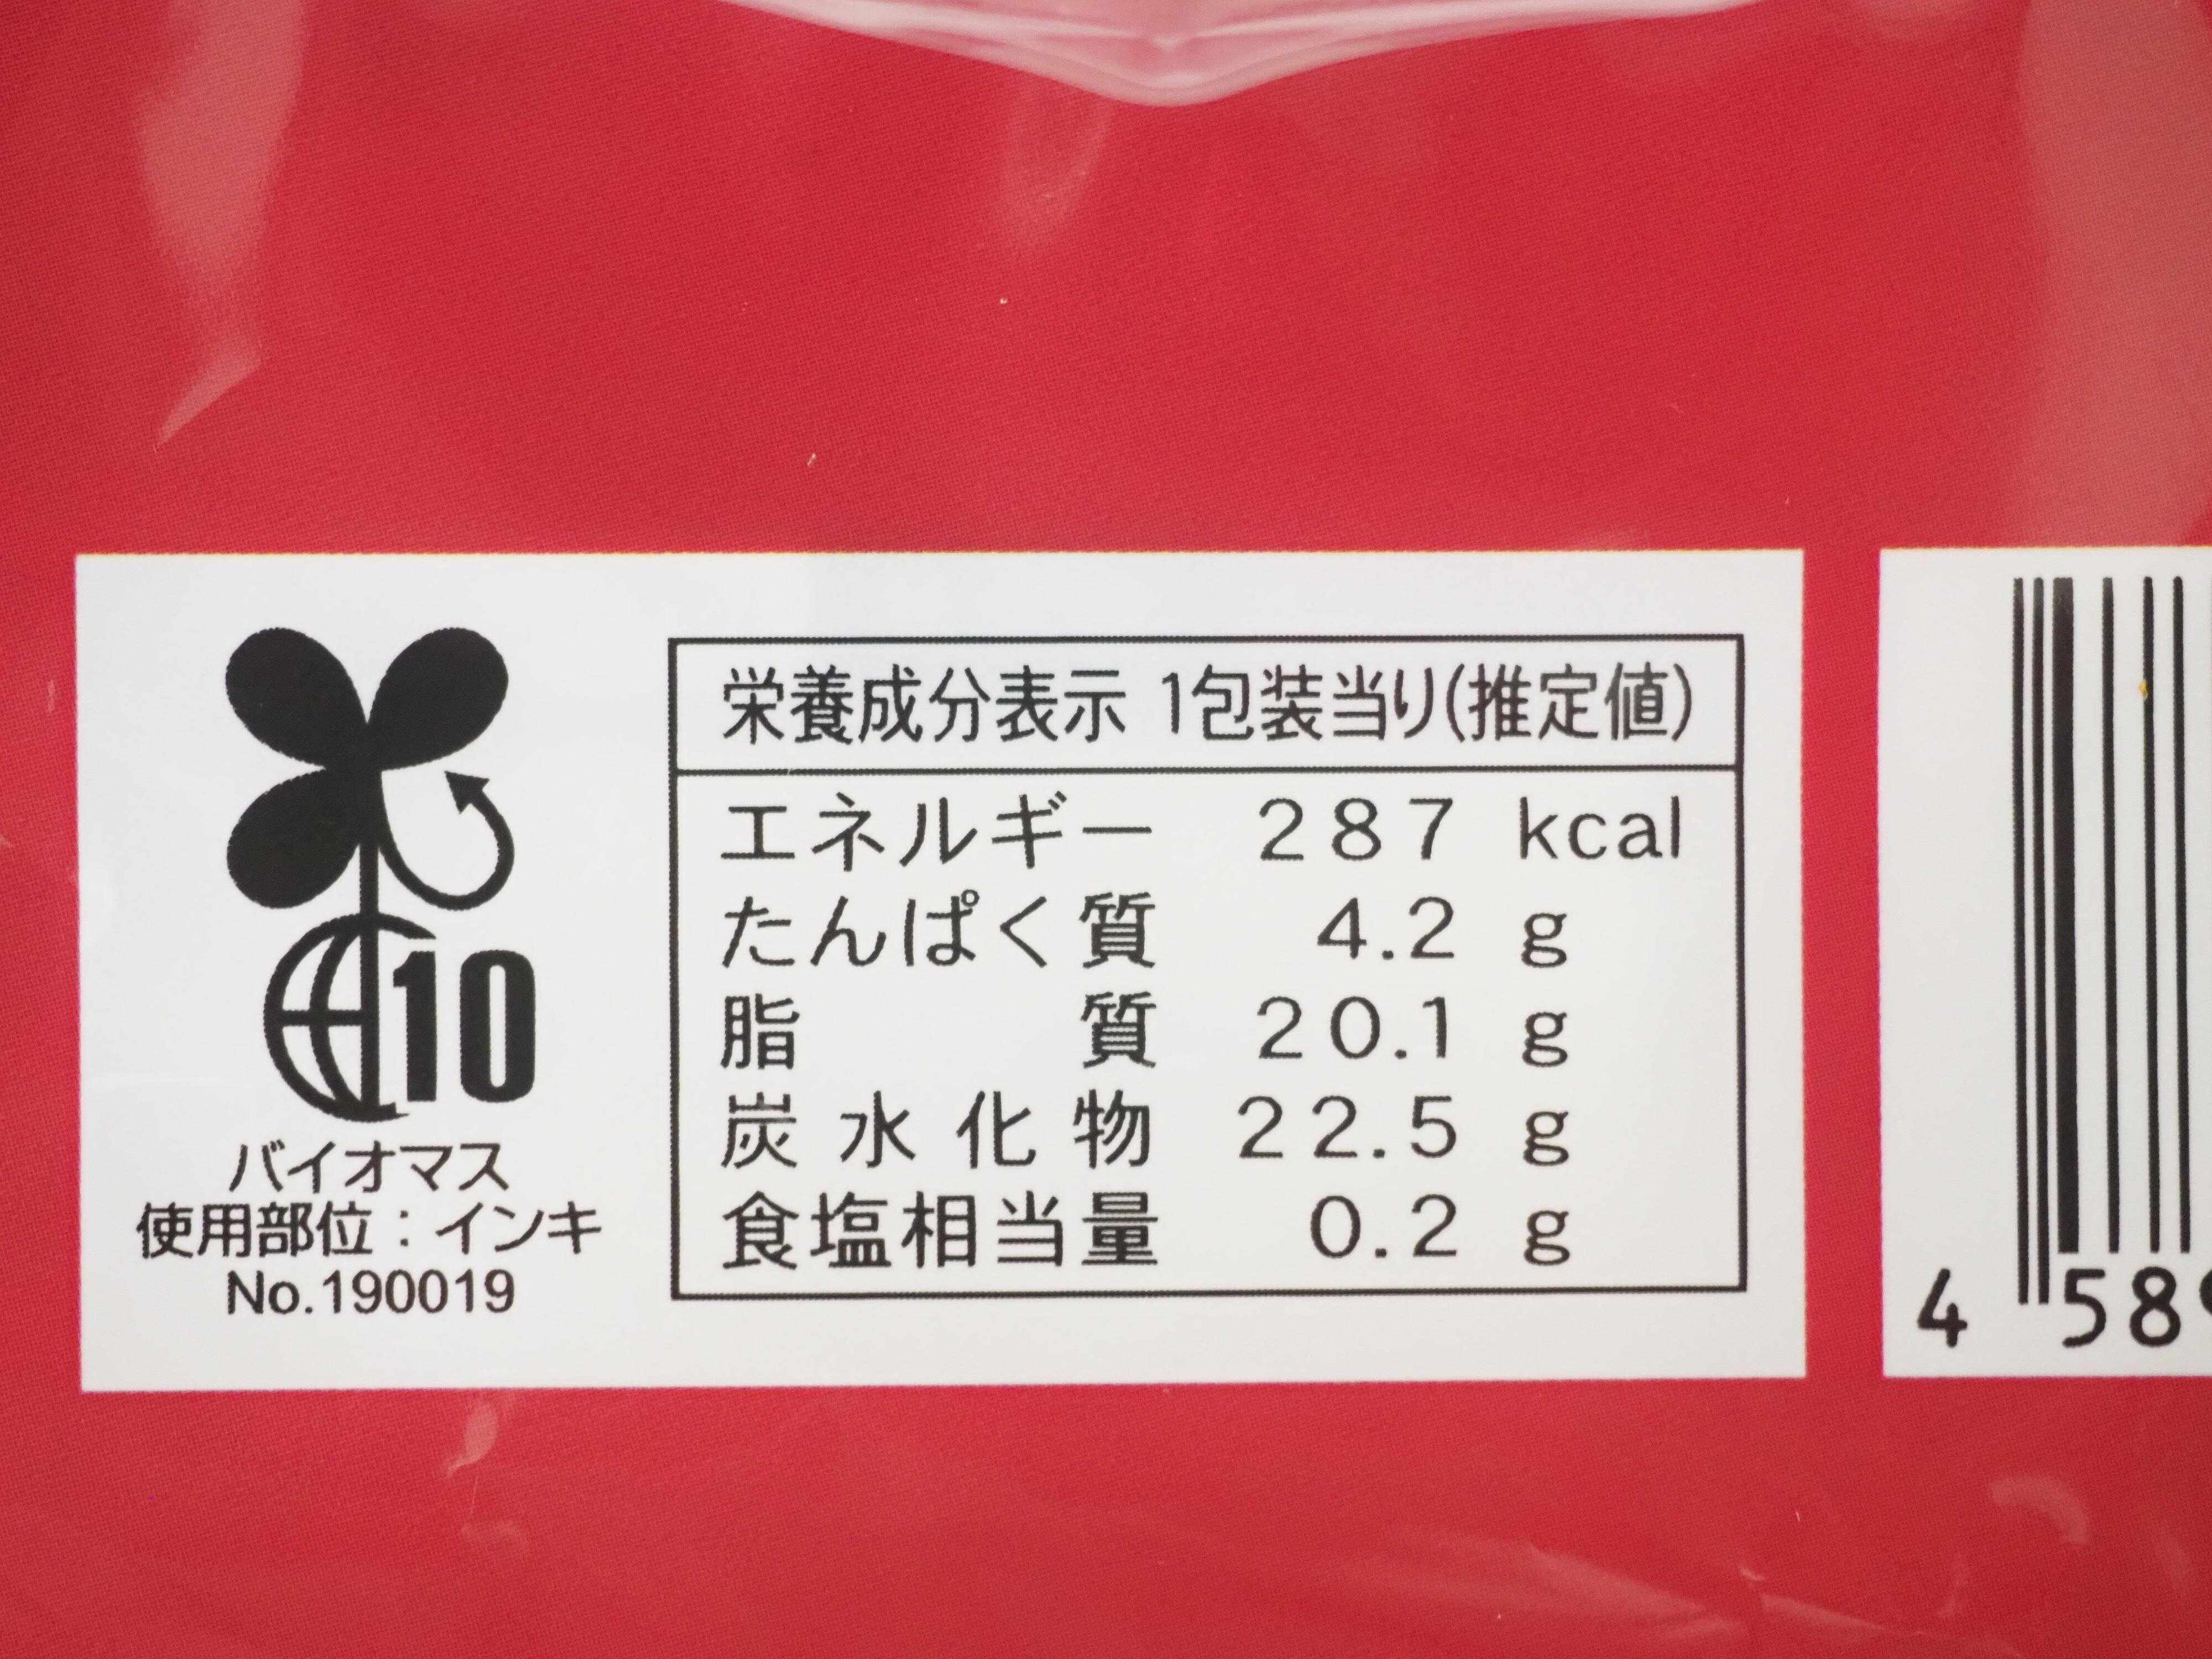 10
バイオマス
使用部位：インキ
No.190019
栄養成分表示 1包装当り(推定値)
エネルギー 287 kcal
たんぱく質 4.2 g
脂質 20.1 g
炭水化物 22.5 g
食塩相当量 0.2 g
4 58